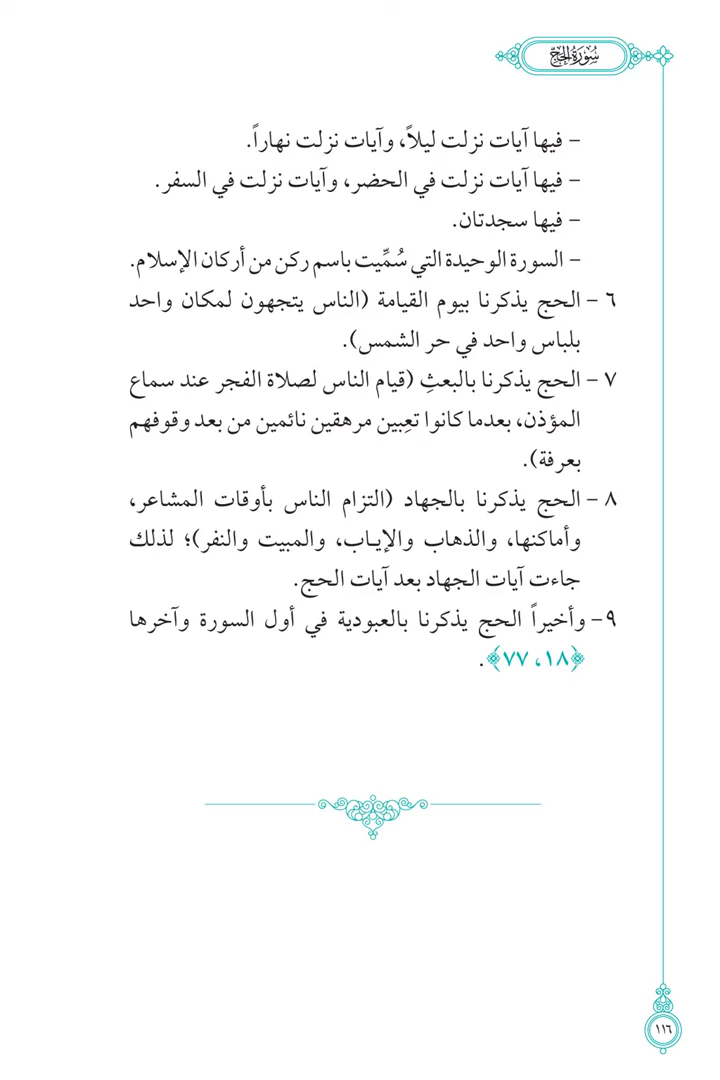 سُورَةُ الحَجّ
- فيها آيات نزلت ليلاً، وآيات نزلت نهاراً.
- فيها آيات نزلت في الحضر، وآيات نزلت في السفر.
- فيها سجدتان.
- السورة الوحيدة التي سُمِّيت باسم ركن من أركان الإسلام.
٦ - الحج يذكرنا بيوم القيامة (الناس يتجهون لمكان واحد
بلباس واحد في حر الشمس).
٧ - الحج يذكرنا بالبعثِ (قيام الناس لصلاة الفجر عند سماع
المؤذن، بعدما كانوا تعِبين مرهقين نائمين من بعد وقوفهم
بعرفة).
٨ - الحج يذكرنا بالجهاد (التزام الناس بأوقات المشاعر،
وأماكنها، والذهاب والإياب، والمبيت والنفر)؛ لذلك
جاءت آيات الجهاد بعد آيات الحج.
٩- وأخيراً الحج يذكرنا بالعبودية في أول السورة وآخرها
﴿١٨، ٧٧﴾.
١١٦